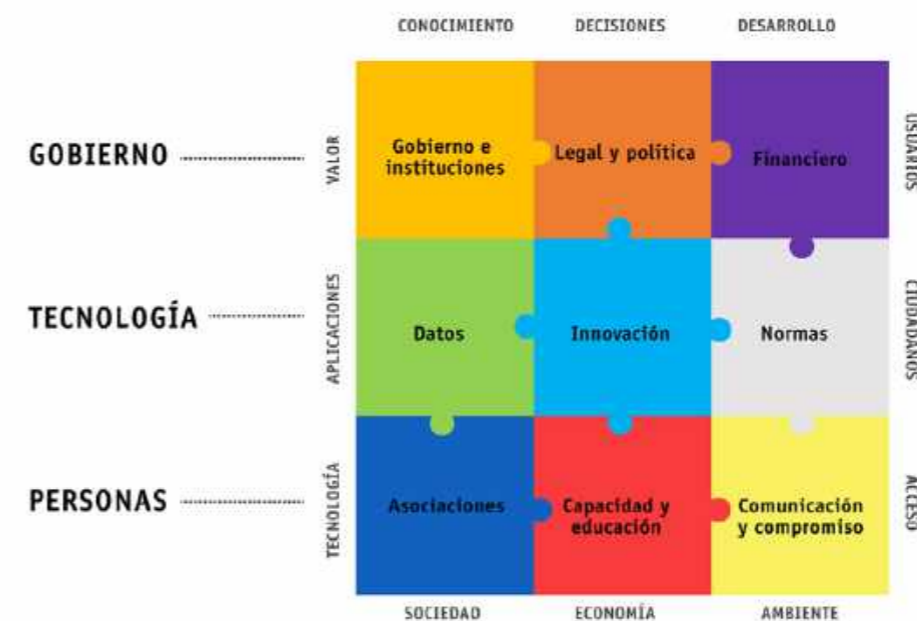 CONOCIMIENTO DECISIONES DESARROLLO
GOBIERNO
VALOR
Gobierno e
instituciones
Legal y política
Financiero
USUARIOS
TECNOLOGÍA
APLICACIONES
Datos
Innovación
Normas
CIUDADANOS
PERSONAS
TECNOLOGÍA
Asociaciones
Capacidad y
educación
Comunicación
y compromiso
ACCESO
SOCIEDAD ECONOMÍA AMBIENTE